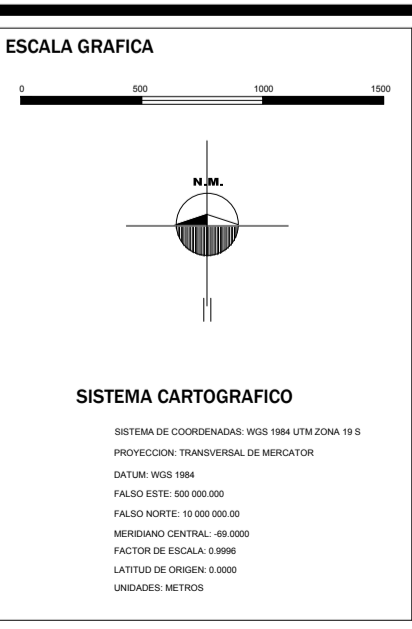 ESCALA GRAFICA
0 500 1000 1500
N.M.
SISTEMA CARTOGRAFICO
SISTEMA DE COORDENADAS: WGS 1984 UTM ZONA 19 S
PROYECCION: TRANSVERSAL DE MERCATOR
DATUM: WGS 1984
FALSO ESTE: 500 000.000
FALSO NORTE: 10 000 000.00
MERIDIANO CENTRAL: -69.0000
FACTOR DE ESCALA: 0.9996
LATITUD DE ORIGEN: 0.0000
UNIDADES: METROS